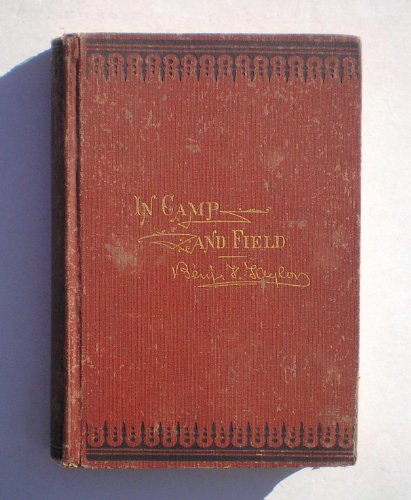 IN CAMP
AND FIELD
Benj. F. Taylor